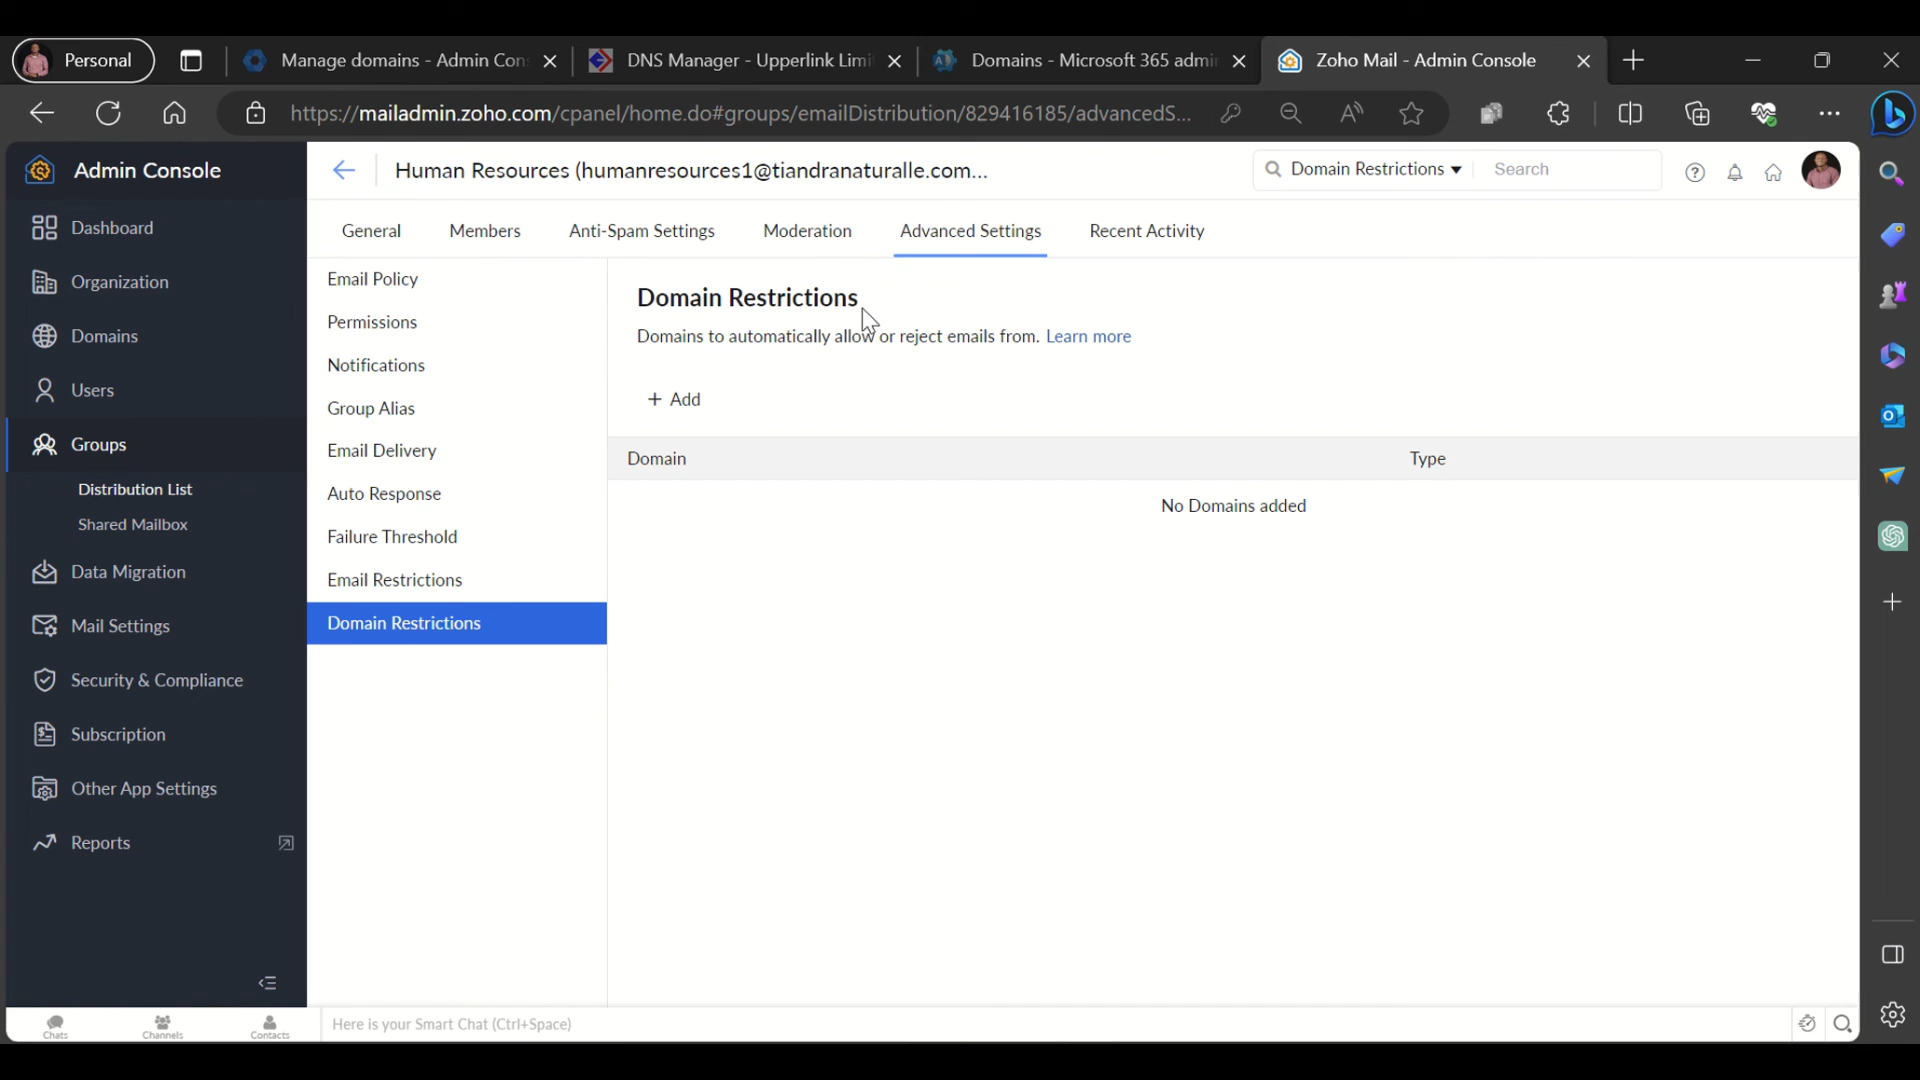 Personal
Manage domains - Admin Con
DNS Manager - Upperlink Limi
Domains - Microsoft 365 admi
Zoho Mail - Admin Console
https://mailadmin.zoho.com/cpanel/home.do#groups/emailDistribution/829416185/advancedS...
Admin Console
Human Resources (humanresources1@tiandranaturalle.com...
Domain Restrictions
Search
Dashboard
Organization
Domains
Users
Groups
Distribution List
Shared Mailbox
Data Migration
Mail Settings
Security & Compliance
Subscription
Other App Settings
Reports
General
Members
Anti-Spam Settings
Moderation
Advanced Settings
Recent Activity
Email Policy
Permissions
Notifications
Group Alias
Email Delivery
Auto Response
Failure Threshold
Email Restrictions
Domain Restrictions
Domain Restrictions
Domains to automatically allow or reject emails from. Learn more
+ Add
Domain
Type
No Domains added
Chats
Channels
Contacts
Here is your Smart Chat (Ctrl+Space)